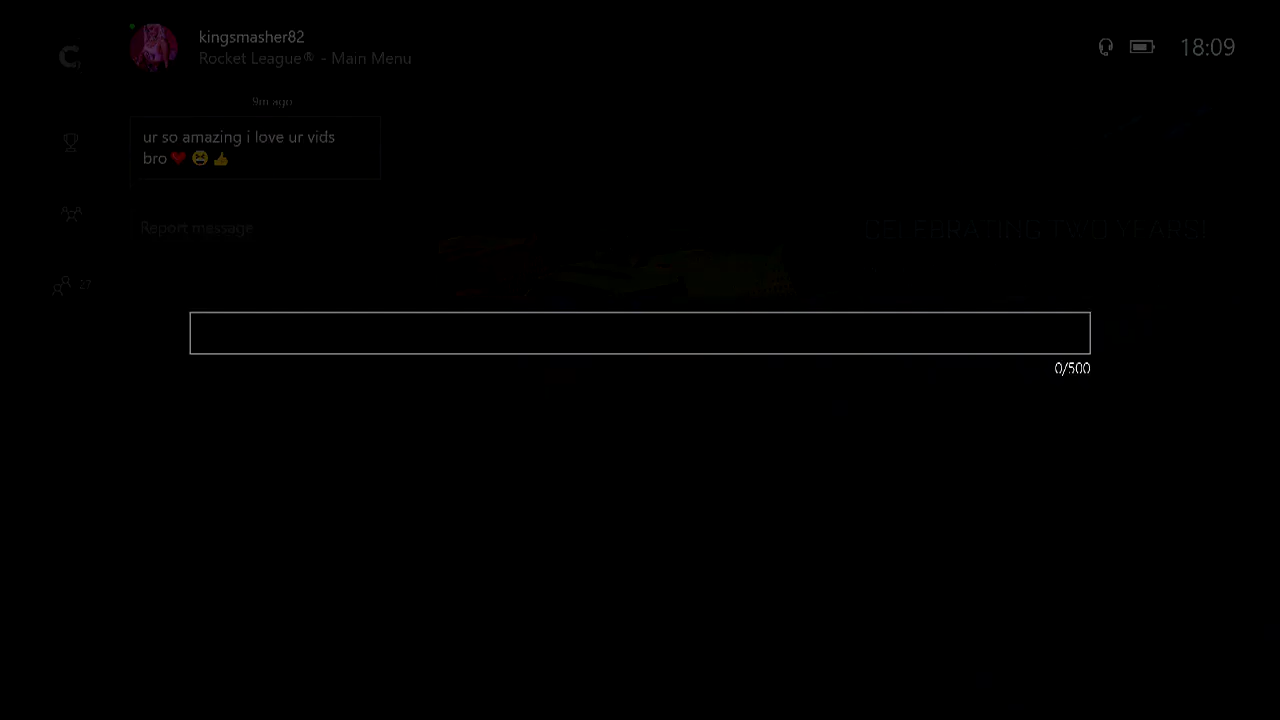 kingsmasher82
Rocket League® - Main Menu
18:09
9m ago
ur so amazing i love ur vids
bro ❤️ 😆 👍
Report message
CELEBRATING TWO YEARS!
27
0/500